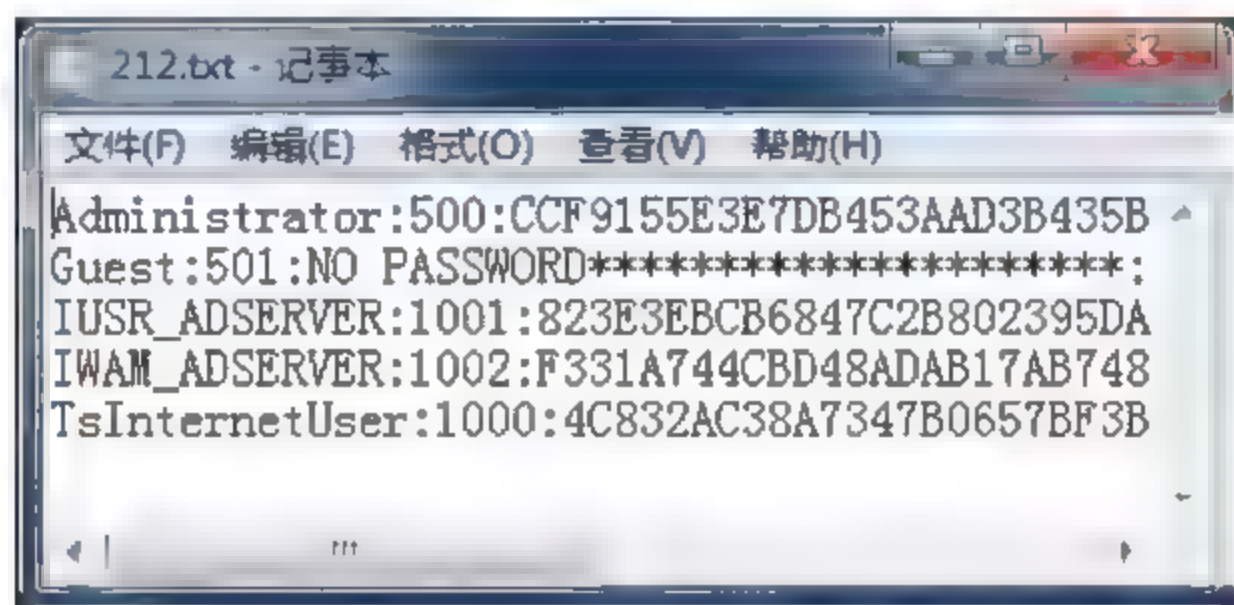 212.txt - 记事本
文件(F) 编辑(E) 格式(O) 查看(V) 帮助(H)
Administrator:500:CCF9155E3E7DB453AAD3B435B
Guest:501:NO PASSWORD*********************:
IUSR_ADSERVER:1001:823E3EBCB6847C2B802395DA
IWAM_ADSERVER:1002:F331A744CBD48ADAB17AB748
TsInternetUser:1000:4C832AC38A7347B0657BF3B